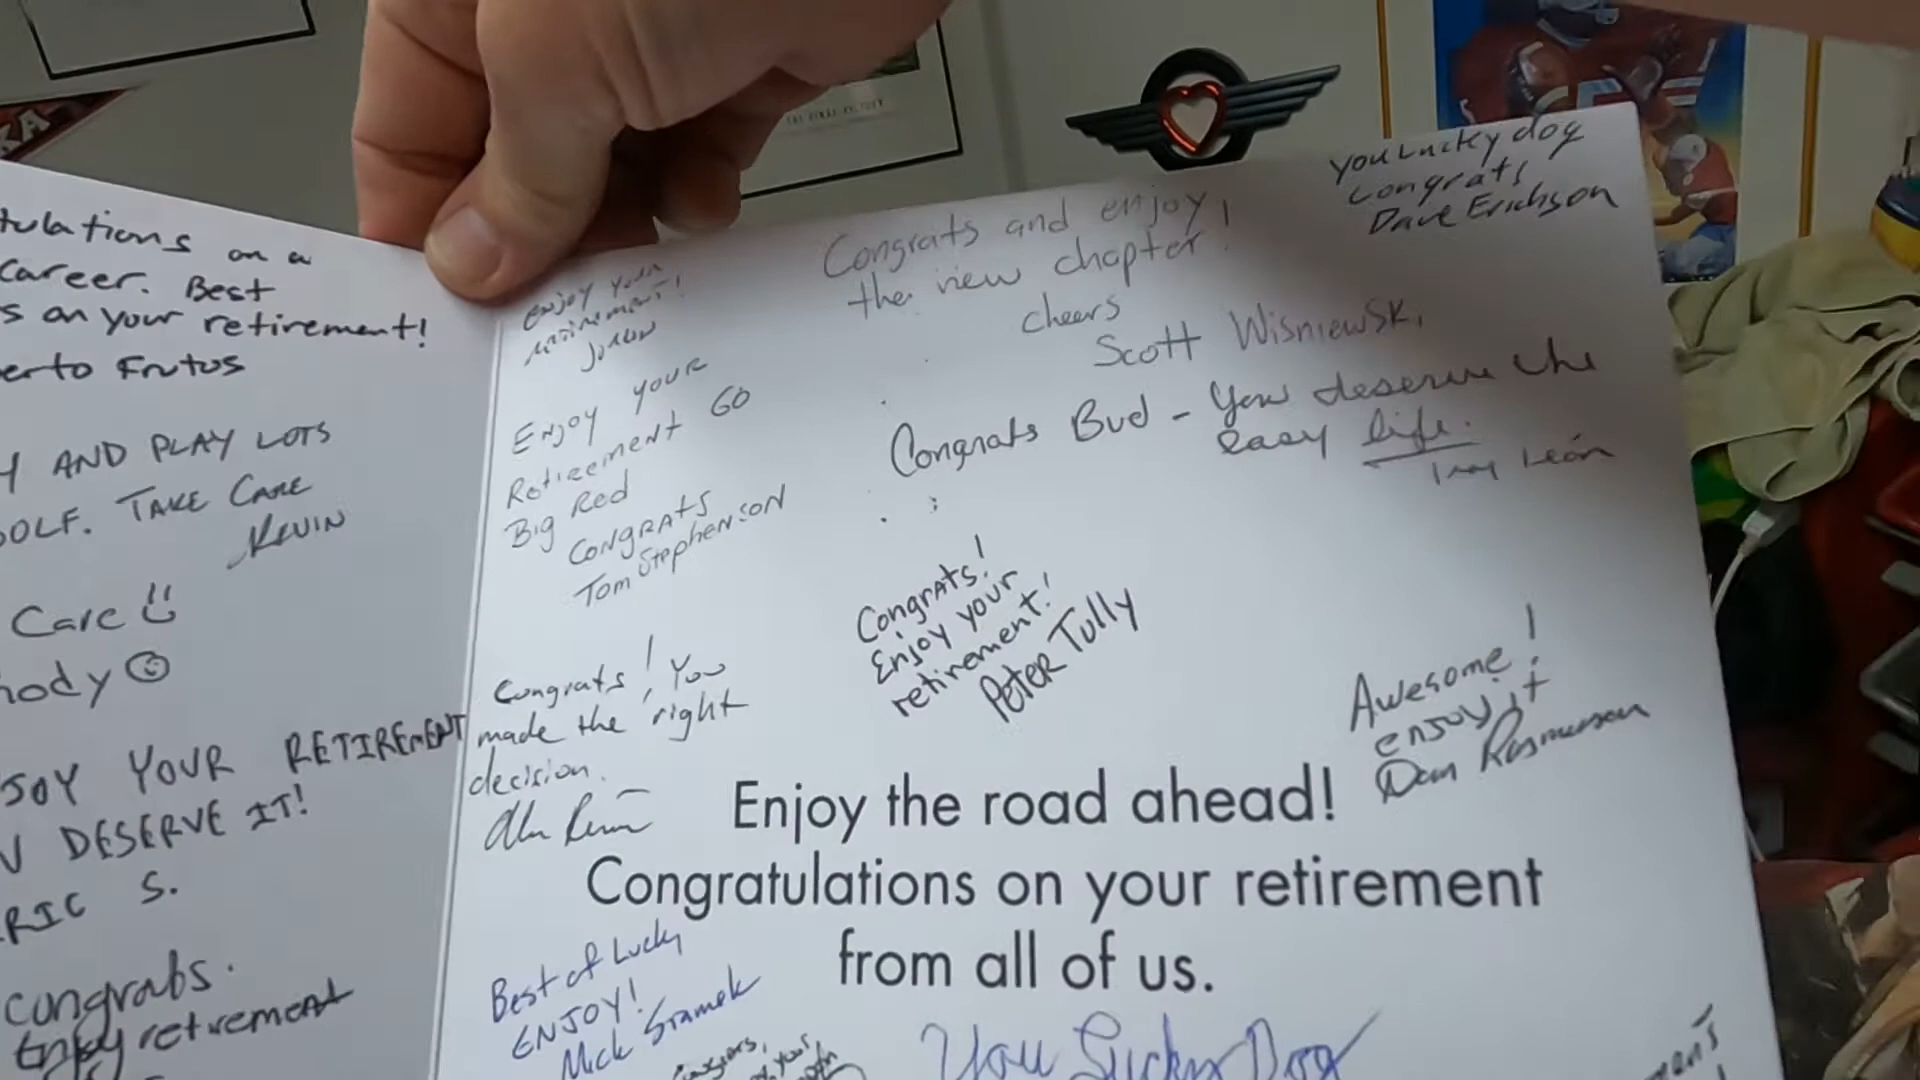 tulations on a
career. Best
s on your retirement!
erto Frutus
AND PLAY LOTS
OLF. TAKE CARE
KEVIN
Care
hody
JOY YOUR RETIREMENT
U DESERVE IT!
RIC S.
congrats.
Enjoy retirement
enjoy your
retirement!
Enjoy your
Retirement GO
Big Red
CONGRATS
Tom Stephenson
Congrats! You
made the right
decision.
Congrats and enjoy
the new chapter!
cheers
Scott Wisniewski
you Lucky dog
congrats
Dave Erickson
Congrats Bud - You deserve the
easy life.
León
Congrats!
Enjoy your
retirement!
Peter Tully
Awesome!
enjoy it
Dan Rasmussen
Enjoy the road ahead!
Congratulations on your retirement
from all of us.
Best of Lucky
ENJOY!
Mick Sramek
You Lucky Dog